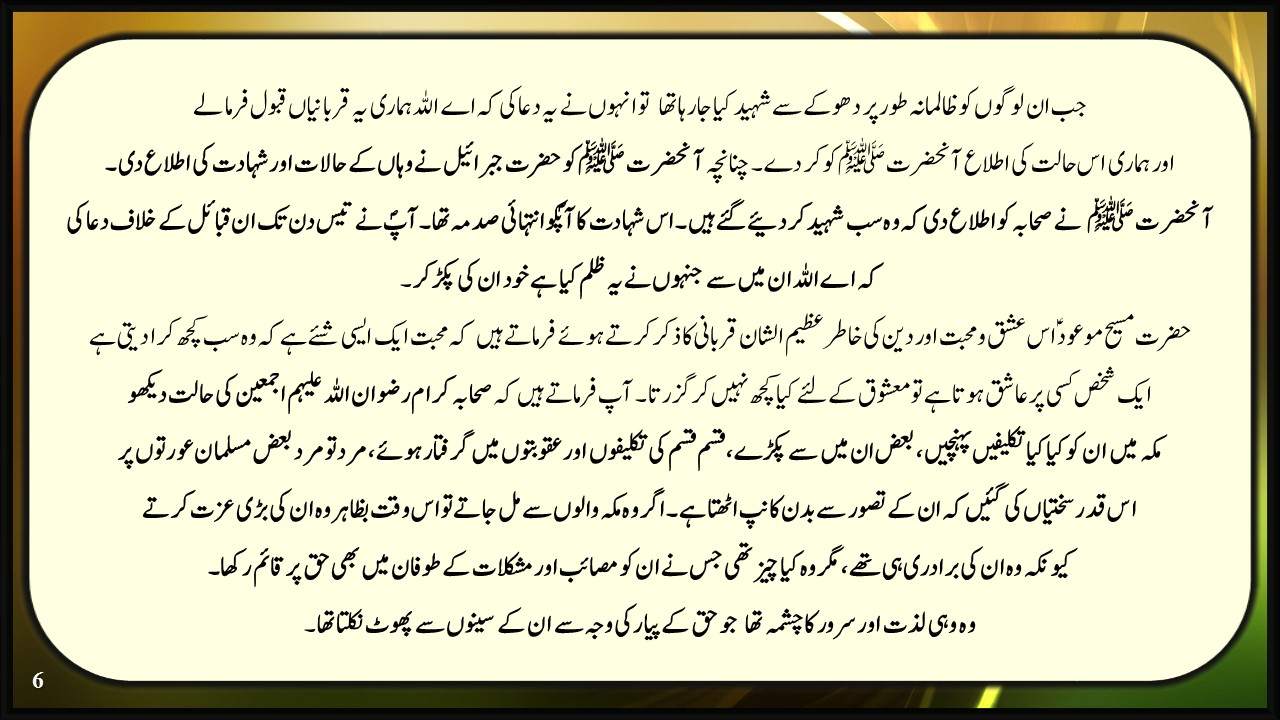 جب ان لوگوں کو ظالمانہ طور پر دھوکے سے شہید کیا جارہا تھا تو انہوں نے یہ دعا کی کہ اے اللہ ہماری یہ قربانیاں قبول فرمالے
اور ہماری اس حالت کی اطلاع آنحضرت ﷺ کو کر دے۔ چنانچہ آنحضرت ﷺ کو حضرت جبرائیل نے وہاں کے حالات اور شہادت کی اطلاع دی۔
آنحضرت ﷺ نے صحابہ کو اطلاع دی کہ وہ سب شہید کر دیئے گئے ہیں۔ اس شہادت کا آپؐکو انتہائی صدمہ تھا۔ آپؐ نے تیس دن تک ان قبائل کے خلاف دعا کی
کہ اے اللہ ان میں سے جنہوں نے یہ ظلم کیا ہے خود ان کی پکڑ کر۔
حضرت مسیح موعودؑ اس عشق و محبت اور دین کی خاطر عظیم الشان قربانی کا ذکر کرتے ہوئے فرماتے ہیں کہ محبت ایک ایسی شئے ہے کہ وہ سب کچھ کرا دیتی ہے
ایک شخص کسی پر عاشق ہوتا ہے تو معشوق کے لئے کیا کچھ نہیں کر گزرتا۔ آپ فرماتے ہیں کہ صحابہ کرام رضوان اللہ علیہم اجمعین کی حالت دیکھو
مکہ میں ان کو کیا کیا تکلیفیں پہنچیں، بعض ان میں سے پکڑے، قسم قسم کی تکلیفوں اور عقوبتوں میں گرفتار ہوئے، مرد تو مرد بعض مسلمان عورتوں پر
اس قدر سختیاں کی گئیں کہ ان کے تصور سے بدن کانپ اٹھتا ہے۔ اگر وہ مکہ والوں سے مل جاتے تو اس وقت بظاہر وہ ان کی بڑی عزت کرتے
کیونکہ وہ ان کی برادری ہی تھے، مگر وہ کیا چیز تھی جس نے ان کو مصائب اور مشکلات کے طوفان میں بھی حق پر قائم رکھا۔
وہ وہی لذت اور سرور کا چشمہ تھا جو حق کے پیار کی وجہ سے ان کے سینوں سے پھوٹ نکلتا تھا۔
6